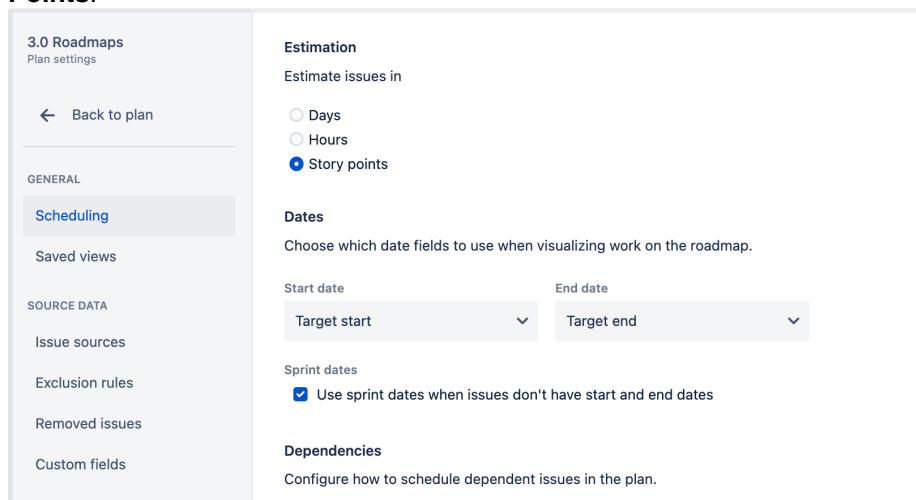 Points.
3.0 Roadmaps
Plan settings
Back to plan
GENERAL
Scheduling
Saved views
SOURCE DATA
Issue sources
Exclusion rules
Removed issues
Custom fields
Estimation
Estimate issues in
Days
Hours
Story points
Dates
Choose which date fields to use when visualizing work on the roadmap.
Start date
End date
Target start
Target end
Sprint dates
Use sprint dates when issues don't have start and end dates
Dependencies
Configure how to schedule dependent issues in the plan.